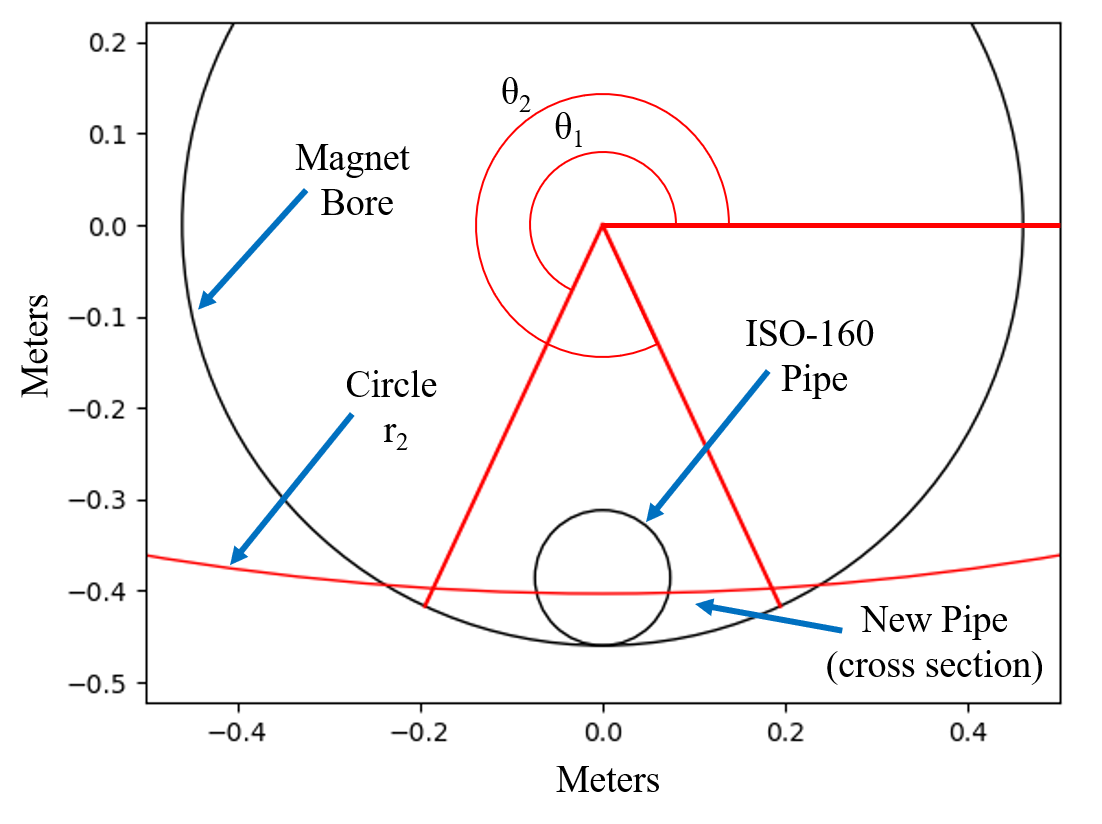 0.2
0.1
0.0
−0.1
−0.2
−0.3
−0.4
−0.5
Meters
θ2
θ1
Magnet
Bore
ISO-160
Pipe
Circle
r2
New Pipe
(cross section)
−0.4
−0.2
0.0
0.2
0.4
Meters